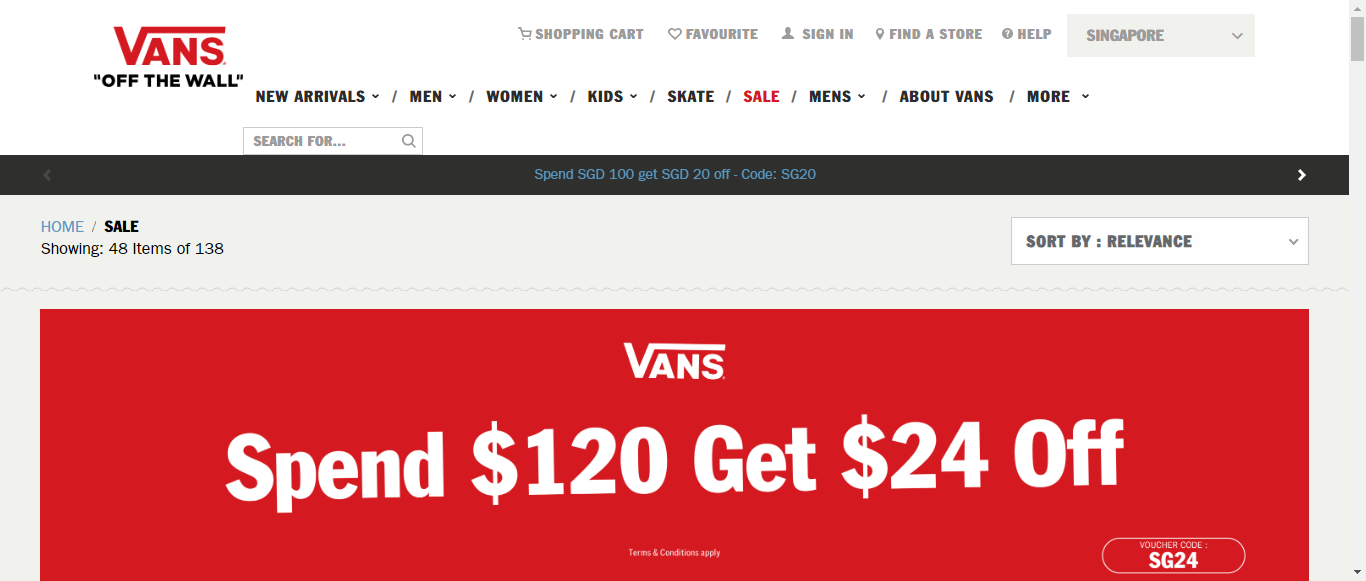 VANS
"OFF THE WALL"
SHOPPING CART FAVOURITE SIGN IN FIND A STORE HELP SINGAPORE
NEW ARRIVALS / MEN / WOMEN / KIDS / SKATE / SALE / MENS / ABOUT VANS / MORE
SEARCH FOR...
Spend SGD 100 get SGD 20 off - Code: SG20
HOME / SALE
Showing: 48 Items of 138
SORT BY : RELEVANCE
VANS
Spend $120 Get $24 Off
Terms & Conditions apply
VOUCHER CODE :
SG24